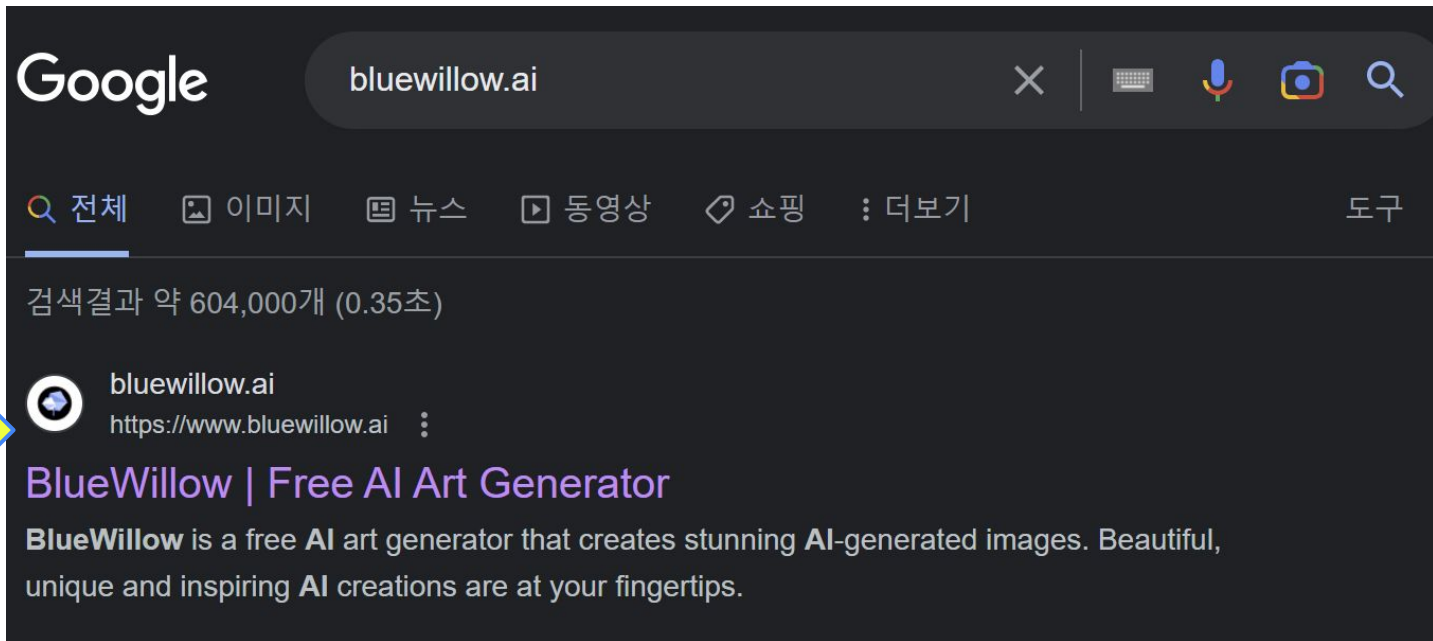 Google
bluewillow.ai
전체 이미지 뉴스 동영상 쇼핑 더보기 도구
검색결과 약 604,000개 (0.35초)
bluewillow.ai
https://www.bluewillow.ai
BlueWillow | Free AI Art Generator
BlueWillow is a free AI art generator that creates stunning AI-generated images. Beautiful,
unique and inspiring AI creations are at your fingertips.